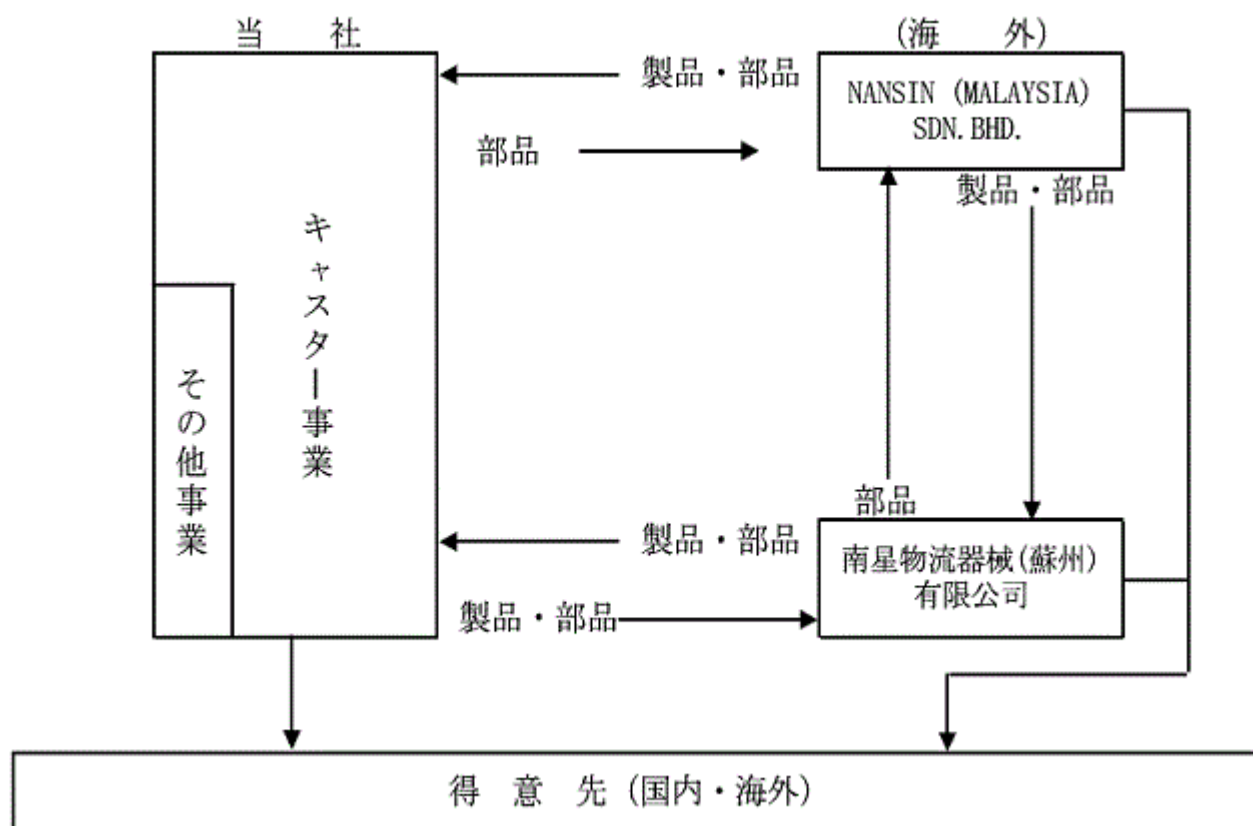 当　社
(海　外)
製品・部品
NANSIN (MALAYSIA)
SDN. BHD.
部品
製品・部品
キャスター事業
その他事業
部品
製品・部品
南星物流器械(蘇州)
有限公司
製品・部品
得　意　先 (国内・海外)